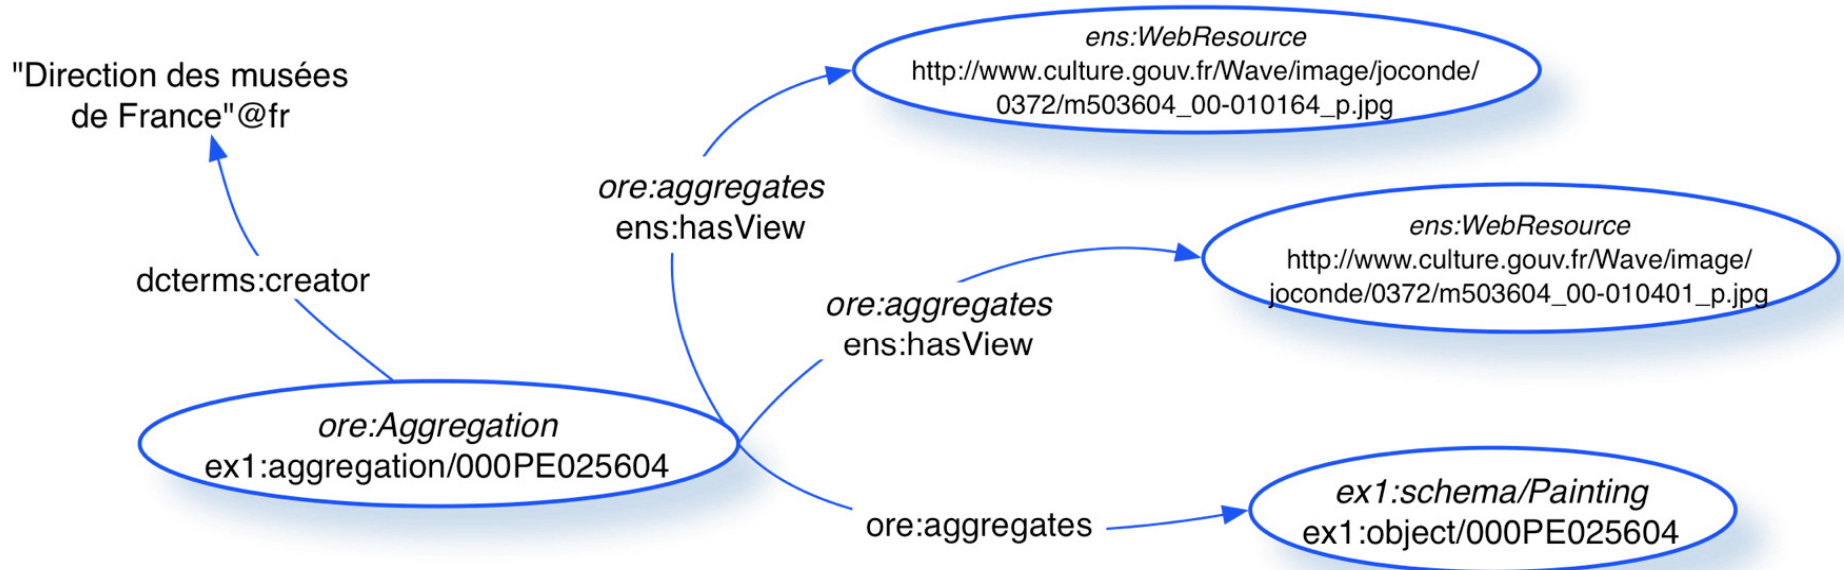 "Direction des musées
de France"@fr
ens:WebResource
http://www.culture.gouv.fr/Wave/image/joconde/
0372/m503604_00-010164_p.jpg
ore:aggregates
ens:hasView
ens:WebResource
http://www.culture.gouv.fr/Wave/image/
joconde/0372/m503604_00-010401_p.jpg
dcterms:creator
ore:aggregates
ens:hasView
ore:Aggregation
ex1:aggregation/000PE025604
ore:aggregates
ex1:schema/Painting
ex1:object/000PE025604